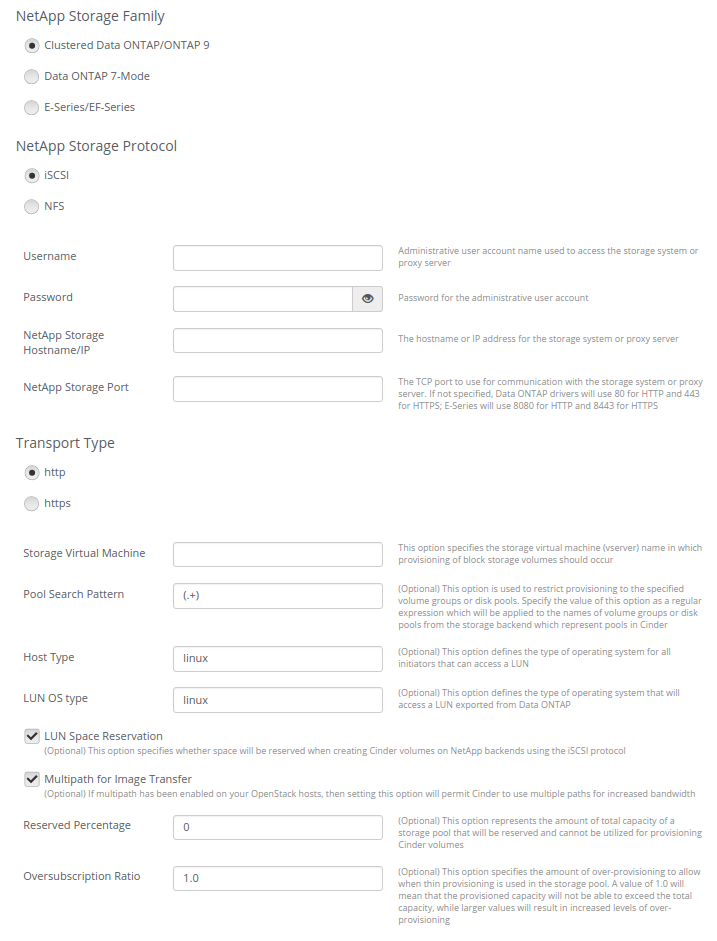 NetApp Storage Family
Clustered Data ONTAP/ONTAP 9
Data ONTAP 7-Mode
E-Series/EF-Series
NetApp Storage Protocol
iSCSI
NFS
Username
Administrative user account name used to access the storage system or
proxy server
Password
Password for the administrative user account
NetApp Storage
Hostname/IP
The hostname or IP address for the storage system or proxy server
NetApp Storage Port
The TCP port to use for communication with the storage system or proxy
server. If not specified, Data ONTAP drivers will use 80 for HTTP and 443
for HTTPS; E-Series will use 8080 for HTTP and 8443 for HTTPS
Transport Type
http
https
Storage Virtual Machine
This option specifies the storage virtual machine (vserver) name in which
provisioning of block storage volumes should occur
Pool Search Pattern
(.+)
(Optional) This option is used to restrict provisioning to the specified
volume groups or disk pools. Specify the value of this option as a regular
expression which will be applied to the names of volume groups or disk
pools from the storage backend which represent pools in Cinder
Host Type
linux
(Optional) This option defines the type of operating system for all
initiators that can access a LUN
LUN OS type
linux
(Optional) This option defines the type of operating system that will
access a LUN exported from Data ONTAP
LUN Space Reservation
(Optional) This option specifies whether space will be reserved when creating Cinder volumes on NetApp backends using the iSCSI protocol
Multipath for Image Transfer
(Optional) If multipath has been enabled on your OpenStack hosts, then setting this option will permit Cinder to use multiple paths for increased bandwidth
Reserved Percentage
0
(Optional) This option represents the amount of total capacity of a
storage pool that will be reserved and cannot be utilized for provisioning
Cinder volumes
Oversubscription Ratio
1.0
(Optional) This option specifies the amount of over-provisioning to allow
when thin provisioning is used in the storage pool. A value of 1.0 will
mean that the provisioned capacity will not be able to exceed the total
capacity, while larger values will result in increased levels of over-
provisioning